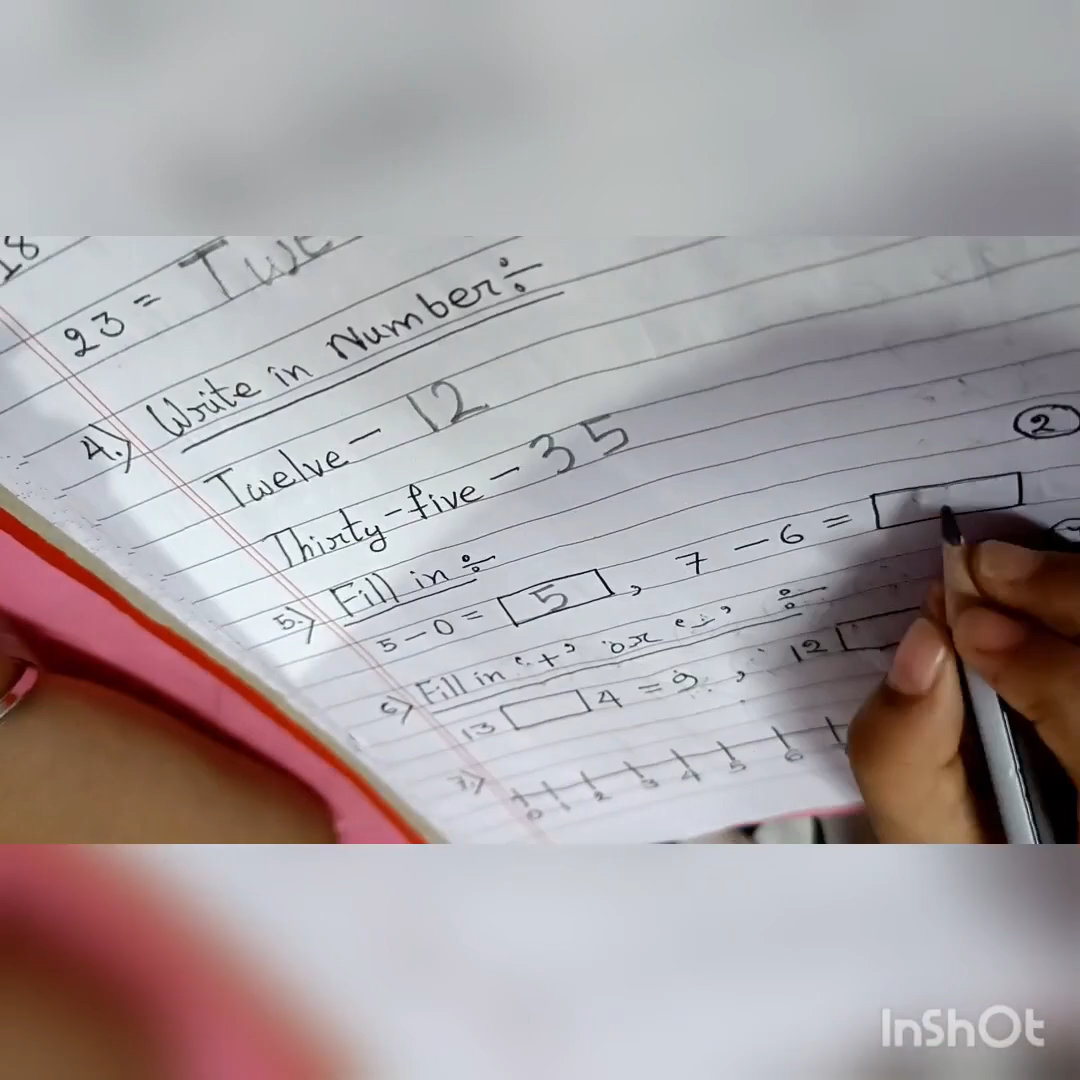 18
23 = Twe
4.) Write in Number:-
Twelve - 12
Thirty-five - 35
2
5.) Fill in :-
5 - 0 = 5 , 7 - 6 =
6) Fill in '+' or '-' :-
13 4 = 9 , 12
7.)
0 1 2 3 4 5 6
InShOt